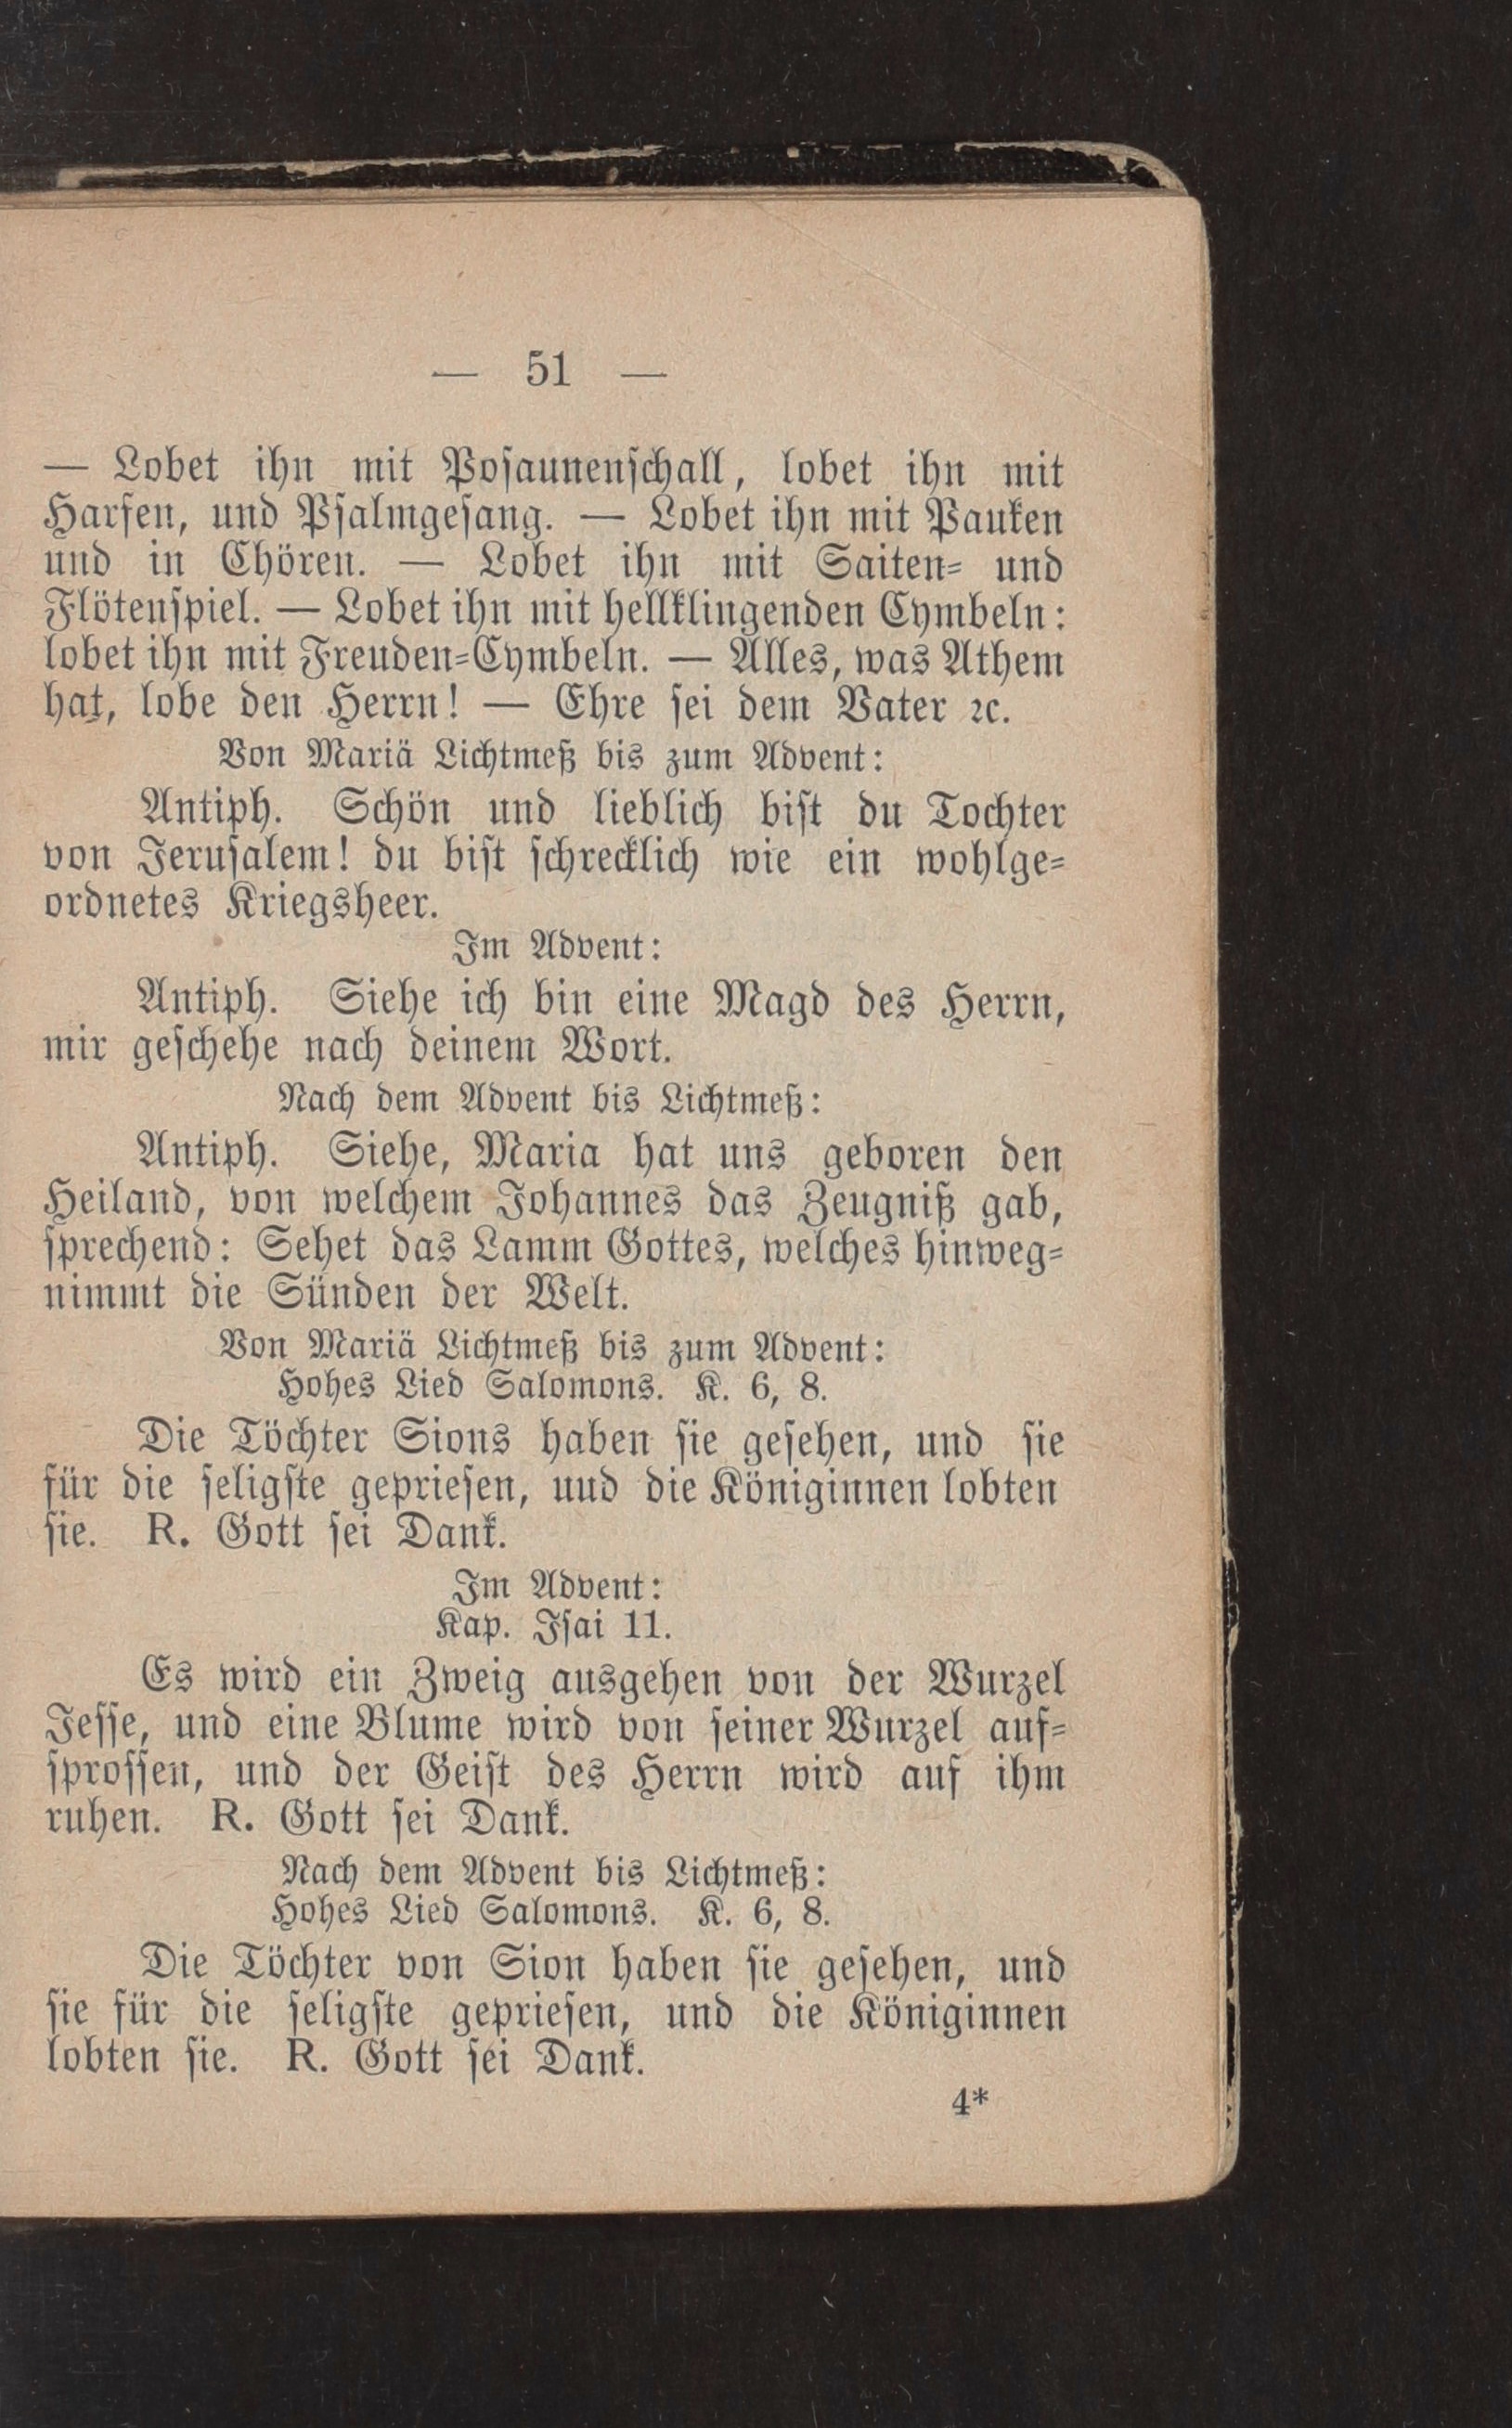 — 51 —
— Lobet ihn mit Posaunenschall, lobet ihn mit
Harfen, und Psalmgesang. — Lobet ihn mit Pauken
und in Chören. — Lobet ihn mit Saiten- und
Flötenspiel. — Lobet ihn mit hellklingenden Cymbeln:
lobet ihn mit Freuden-Cymbeln. — Alles, was Athem
hat, lobe den Herrn! — Ehre sei dem Vater ꝛc.
Von Mariä Lichtmeß bis zum Advent:
Antiph. Schön und lieblich bist du Tochter
von Jerusalem! du bist schrecklich wie ein wohlge-
ordnetes Kriegsheer.
Im Advent:
Antiph. Siehe ich bin eine Magd des Herrn,
mir geschehe nach deinem Wort.
Nach dem Advent bis Lichtmeß:
Antiph. Siehe, Maria hat uns geboren den
Heiland, von welchem Johannes das Zeugniß gab,
sprechend: Sehet das Lamm Gottes, welches hinweg-
nimmt die Sünden der Welt.
Von Mariä Lichtmeß bis zum Advent:
Hohes Lied Salomons. K. 6, 8.
Die Töchter Sions haben sie gesehen, und sie
für die seligste gepriesen, uud die Königinnen lobten
sie. R. Gott sei Dank.
Im Advent:
Kap. Isai 11.
Es wird ein Zweig ausgehen von der Wurzel
Jesse, und eine Blume wird von seiner Wurzel auf-
sprossen, und der Geist des Herrn wird auf ihm
ruhen. R. Gott sei Dank.
Nach dem Advent bis Lichtmeß:
Hohes Lied Salomons. K. 6, 8.
Die Töchter von Sion haben sie gesehen, und
sie für die seligste gepriesen, und die Königinnen
lobten sie. R. Gott sei Dank.
4*